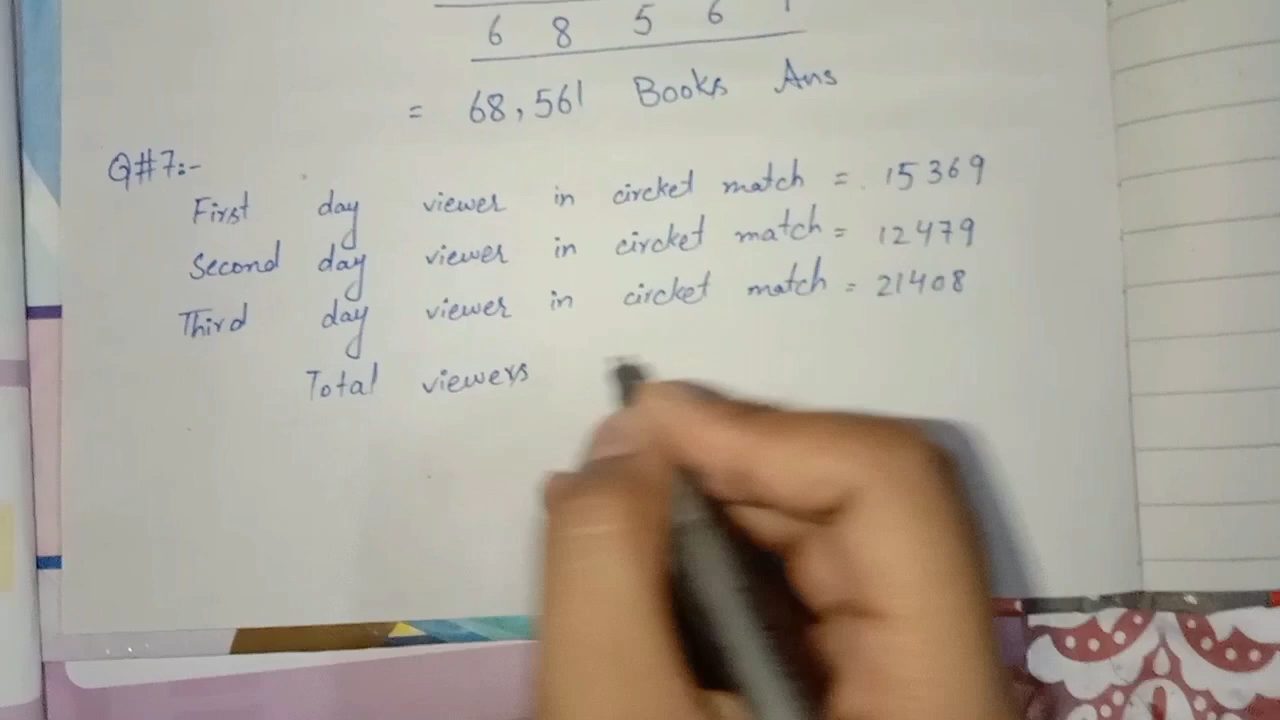 6 8 5 6 1
= 68,561 Books Ans
Q#7:-
First day viewer in circket match = 15369
Second day viewer in circket match = 12479
Third day viewer in circket match = 21408
Total viewers